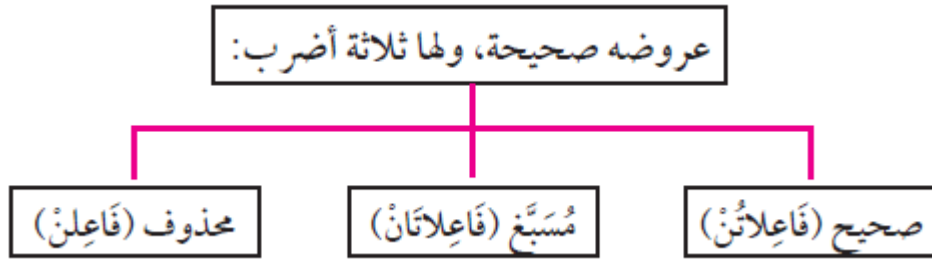 عروضه صحيحة، ولها ثلاثة أضرب:
صحيح (فَاعِلاتُنْ)
مُسَبَّغ (فَاعِلاتَانْ)
محذوف (فَاعِلنْ)